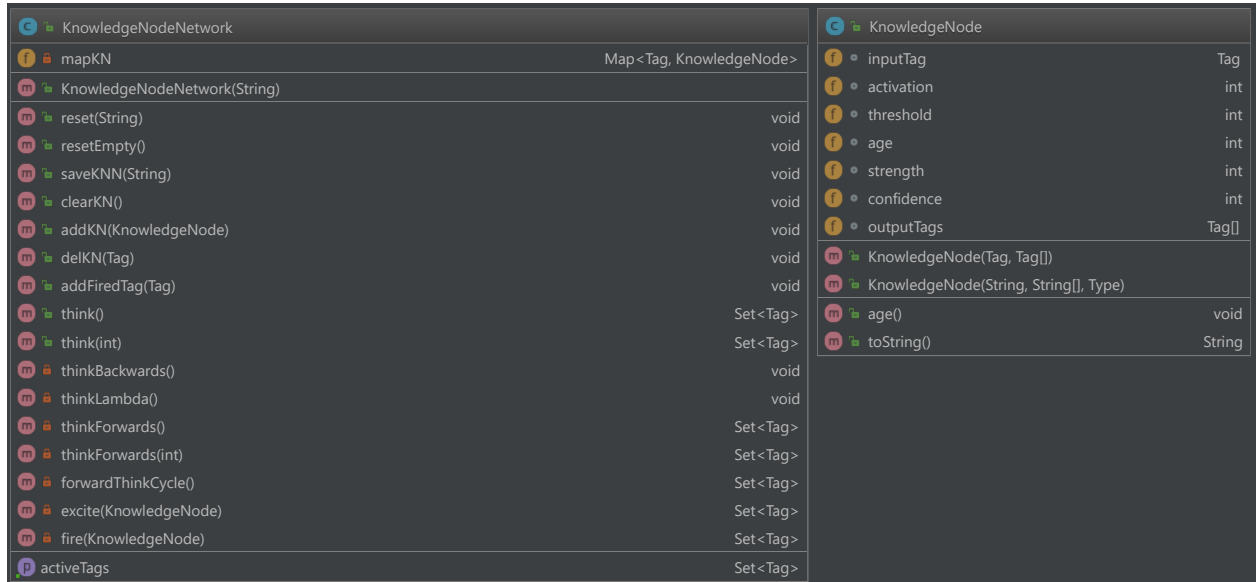 KnowledgeNodeNetwork
mapKN Map<Tag, KnowledgeNode>
KnowledgeNodeNetwork(String)
reset(String) void
resetEmpty() void
saveKNN(String) void
clearKN() void
addKN(KnowledgeNode) void
delKN(Tag) void
addFiredTag(Tag) void
think() Set<Tag>
think(int) Set<Tag>
thinkBackwards() void
thinkLambda() void
thinkForwards() Set<Tag>
thinkForwards(int) Set<Tag>
forwardThinkCycle() Set<Tag>
excite(KnowledgeNode) Set<Tag>
fire(KnowledgeNode) Set<Tag>
activeTags Set<Tag>
KnowledgeNode
inputTag Tag
activation int
threshold int
age int
strength int
confidence int
outputTags Tag[]
KnowledgeNode(Tag, Tag[])
KnowledgeNode(String, String[], Type)
age() void
toString() String